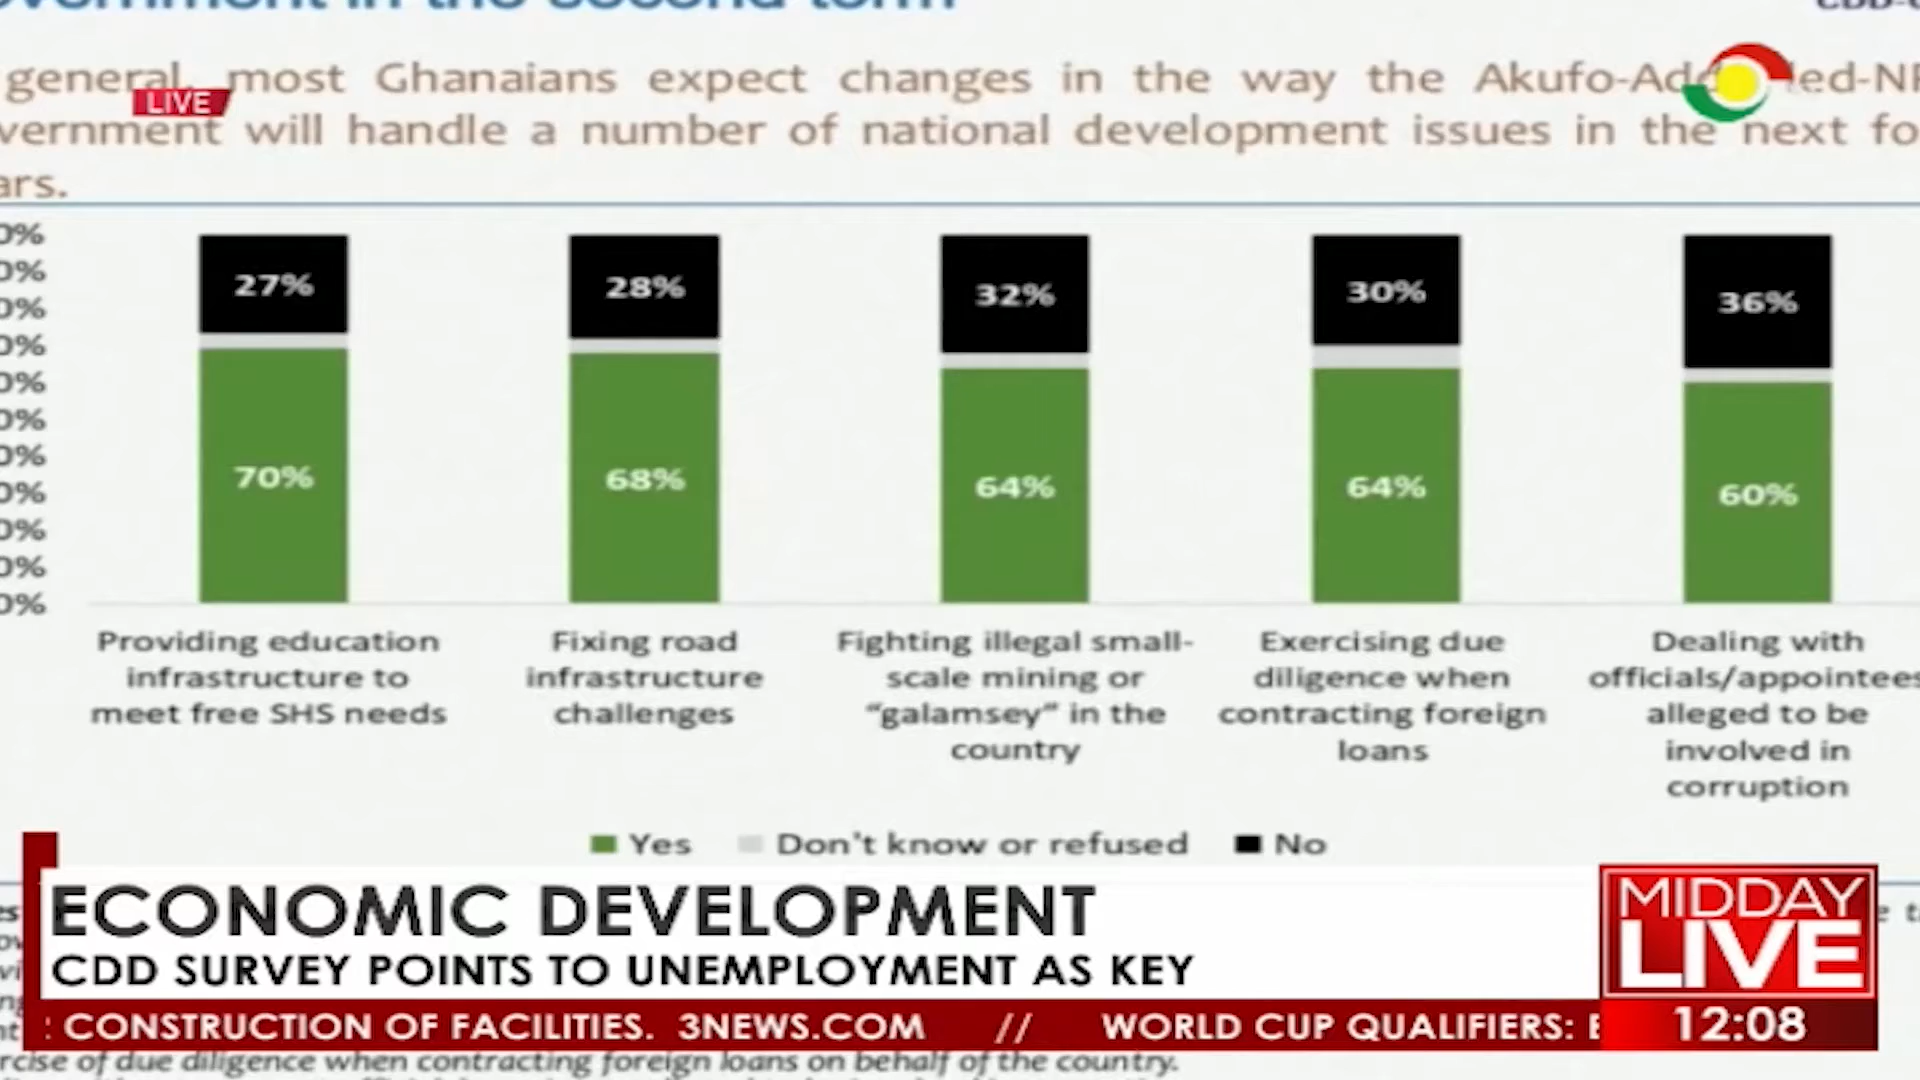 general most Ghanaians expect changes in the way the Akufo-Addo led-NP
LIVE
vernment will handle a number of national development issues in the next fo
ars.
27%
28%
32%
30%
36%
70%
68%
64%
64%
60%
Providing education
infrastructure to
meet free SHS needs
Fixing road
infrastructure
challenges
Fighting illegal small-
scale mining or
“galamsey” in the
country
Exercising due
diligence when
contracting foreign
loans
Dealing with
officials/appointees
alleged to be
involved in
corruption
Yes
Don't know or refused
No
ECONOMIC DEVELOPMENT
CDD SURVEY POINTS TO UNEMPLOYMENT AS KEY
MIDDAY
LIVE
: CONSTRUCTION OF FACILITIES. 3NEWS.COM // WORLD CUP QUALIFIERS:
12:08
rcise of due diligence when contracting foreign loans on behalf of the country.